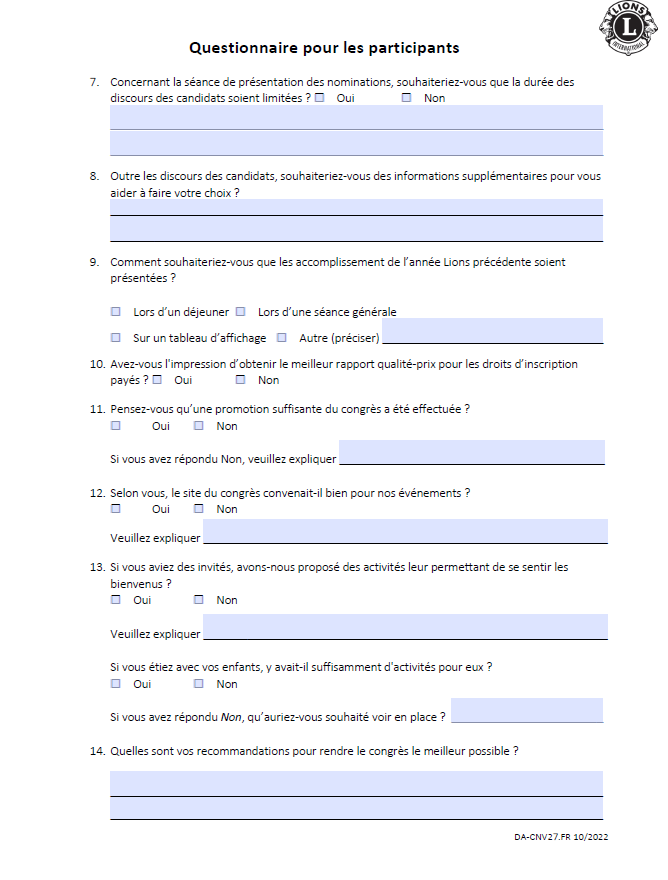 LIONS
L
INTERNATIONAL
Questionnaire pour les participants
7. Concernant la séance de présentation des nominations, souhaiteriez-vous que la durée des
discours des candidats soient limitées ? Oui Non
8. Outre les discours des candidats, souhaiteriez-vous des informations supplémentaires pour vous
aider à faire votre choix ?
9. Comment souhaiteriez-vous que les accomplissement de l’année Lions précédente soient
présentées ?
Lors d’un déjeuner Lors d’une séance générale
Sur un tableau d’affichage Autre (préciser)
10. Avez-vous l'impression d’obtenir le meilleur rapport qualité-prix pour les droits d’inscription
payés ? Oui Non
11. Pensez-vous qu’une promotion suffisante du congrès a été effectuée ?
Oui Non
Si vous avez répondu Non, veuillez expliquer
12. Selon vous, le site du congrès convenait-il bien pour nos événements ?
Oui Non
Veuillez expliquer
13. Si vous aviez des invités, avons-nous proposé des activités leur permettant de se sentir les
bienvenus ?
Oui Non
Veuillez expliquer
Si vous étiez avec vos enfants, y avait-il suffisamment d'activités pour eux ?
Oui Non
Si vous avez répondu Non, qu’auriez-vous souhaité voir en place ?
14. Quelles sont vos recommandations pour rendre le congrès le meilleur possible ?
DA-CNV27.FR 10/2022